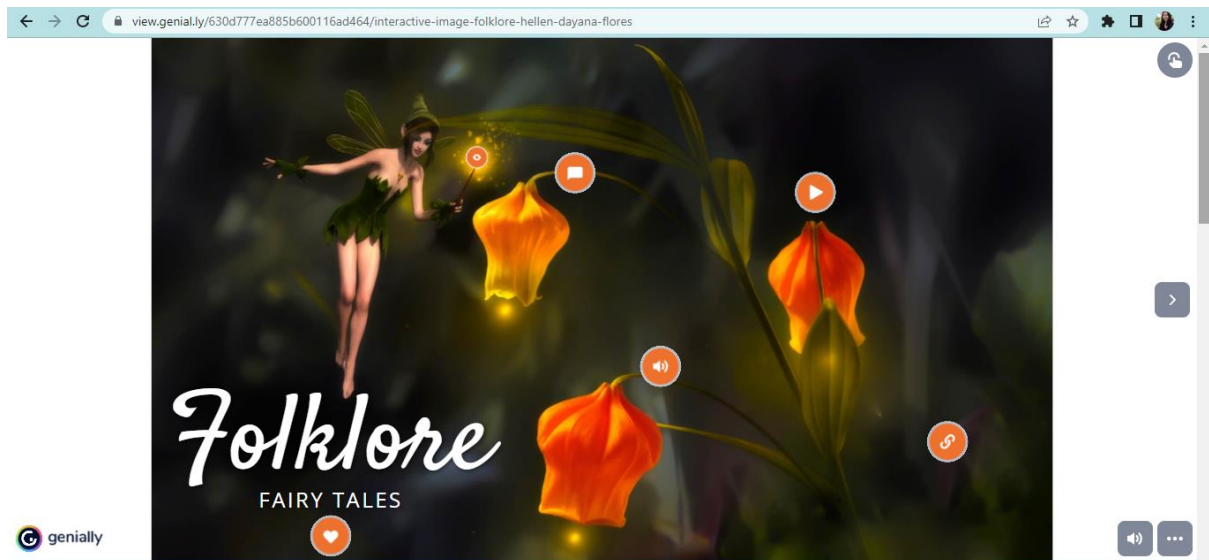 view.genial.ly/630d777ea885b600116ad464/interactive-image-folklore-hellen-dayana-flores
Folklore
FAIRY TALES
genially